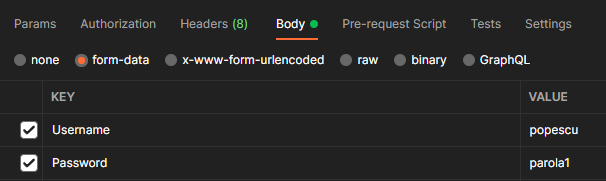 Params Authorization Headers (8) Body Pre-request Script Tests Settings
none form-data x-www-form-urlencoded raw binary GraphQL
KEY VALUE
Username popescu
Password parola1